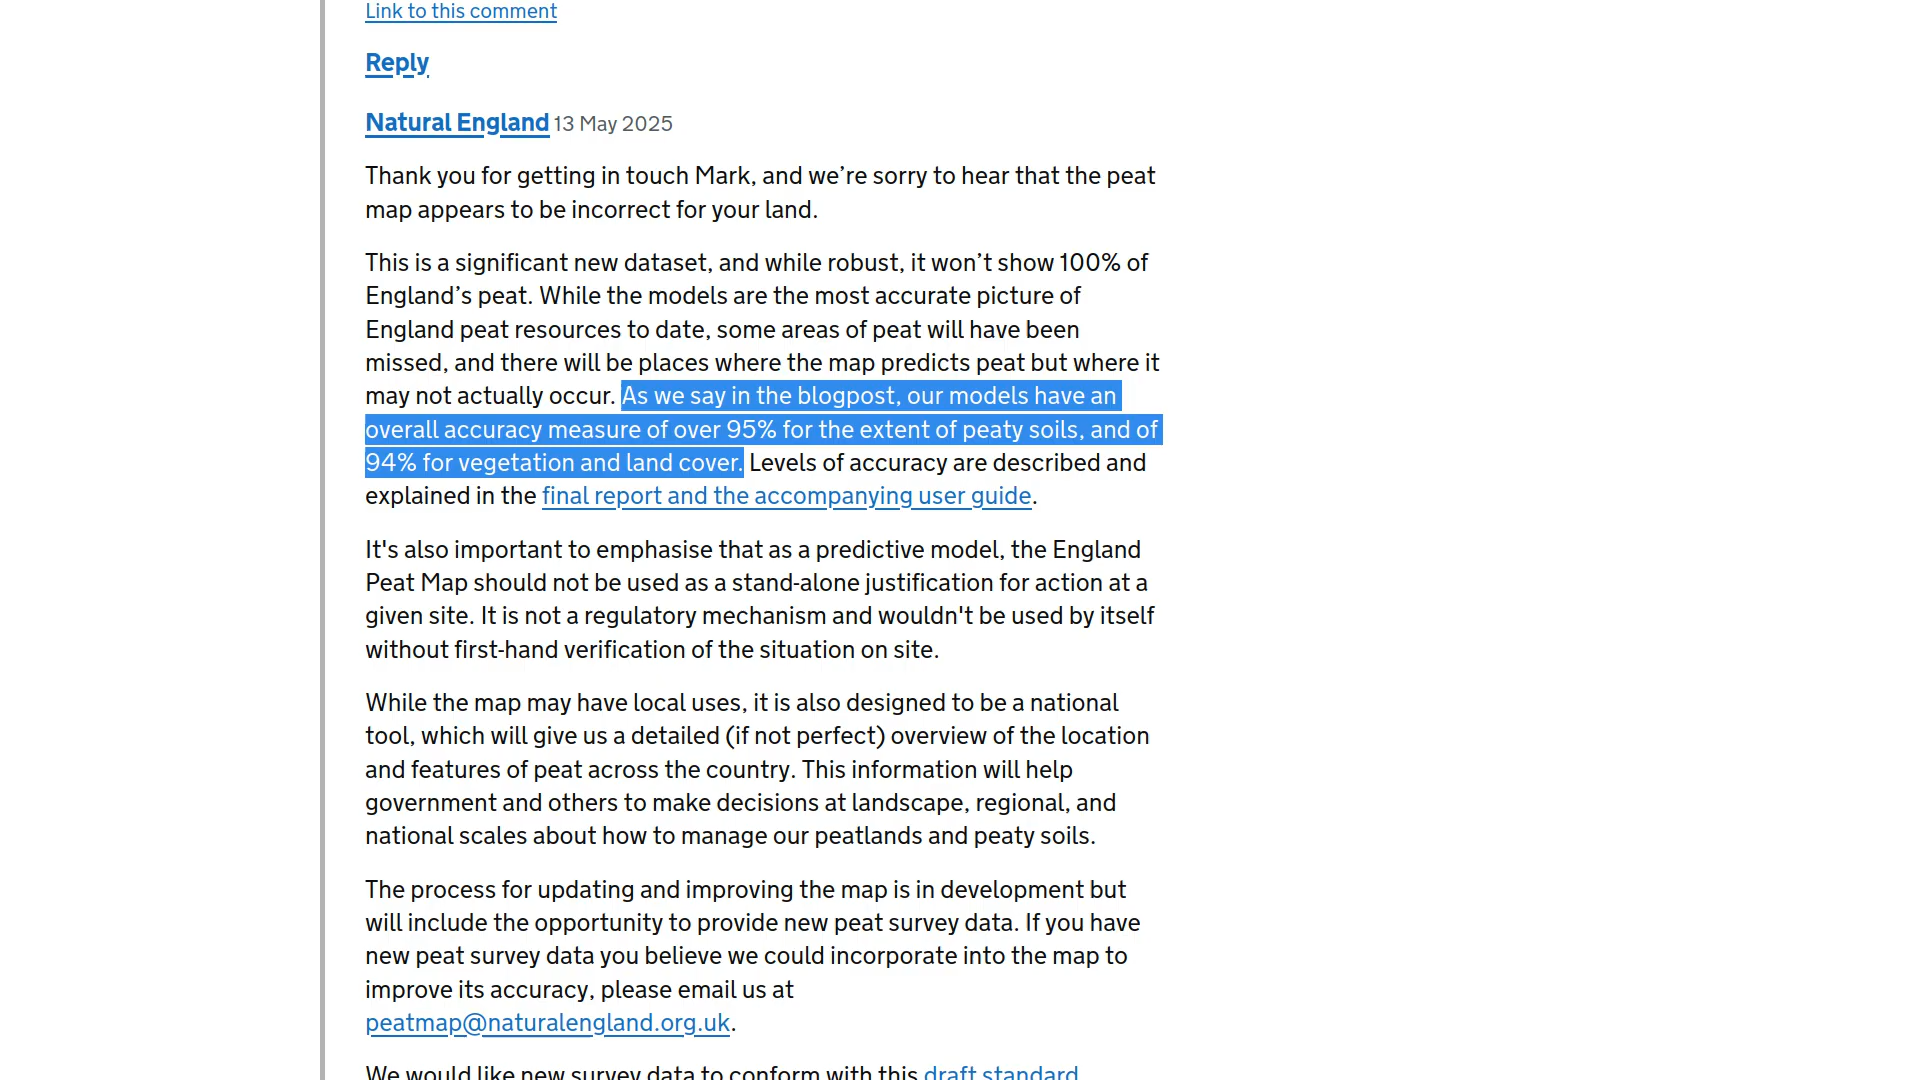 Link to this comment
Reply
Natural England 13 May 2025
Thank you for getting in touch Mark, and we’re sorry to hear that the peat
map appears to be incorrect for your land.
This is a significant new dataset, and while robust, it won’t show 100% of
England’s peat. While the models are the most accurate picture of
England peat resources to date, some areas of peat will have been
missed, and there will be places where the map predicts peat but where it
may not actually occur. As we say in the blogpost, our models have an
overall accuracy measure of over 95% for the extent of peaty soils, and of
94% for vegetation and land cover. Levels of accuracy are described and
explained in the final report and the accompanying user guide.
It's also important to emphasise that as a predictive model, the England
Peat Map should not be used as a stand-alone justification for action at a
given site. It is not a regulatory mechanism and wouldn't be used by itself
without first-hand verification of the situation on site.
While the map may have local uses, it is also designed to be a national
tool, which will give us a detailed (if not perfect) overview of the location
and features of peat across the country. This information will help
government and others to make decisions at landscape, regional, and
national scales about how to manage our peatlands and peaty soils.
The process for updating and improving the map is in development but
will include the opportunity to provide new peat survey data. If you have
new peat survey data you believe we could incorporate into the map to
improve its accuracy, please email us at
peatmap@naturalengland.org.uk.
We would like new survey data to conform with this draft standard